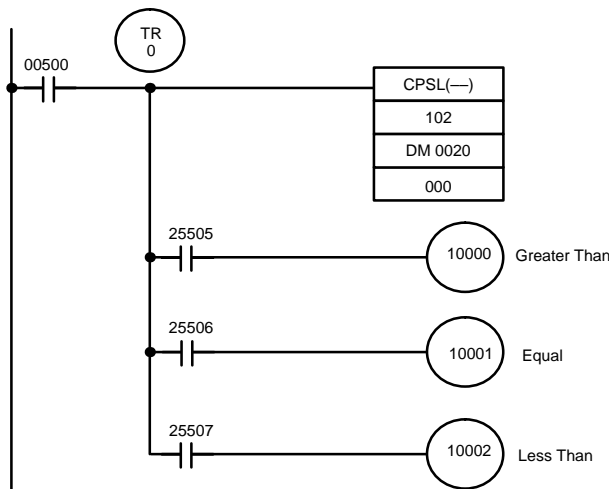 TR
0
00500
CPSL(––)
102
DM 0020
000
25505
10000
Greater Than
25506
10001
Equal
25507
10002
Less Than